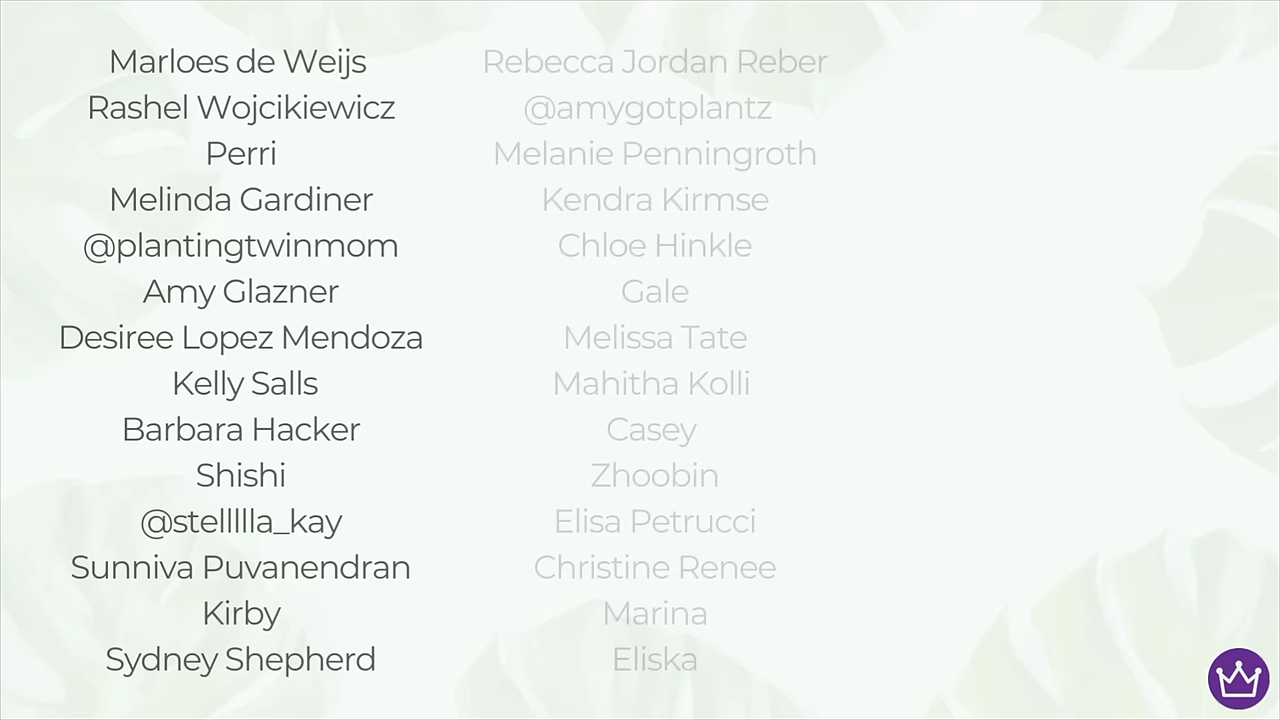 Marloes de Weijs
Rashel Wojcikiewicz
Perri
Melinda Gardiner
@plantingtwinmom
Amy Glazner
Desiree Lopez Mendoza
Kelly Salls
Barbara Hacker
Shishi
@stelllllla_kay
Sunniva Puvanendran
Kirby
Sydney Shepherd
Rebecca Jordan Reber
@amygotplantz
Melanie Penningroth
Kendra Kirmse
Chloe Hinkle
Gale
Melissa Tate
Mahitha Kolli
Casey
Zhoobin
Elisa Petrucci
Christine Renee
Marina
Eliska